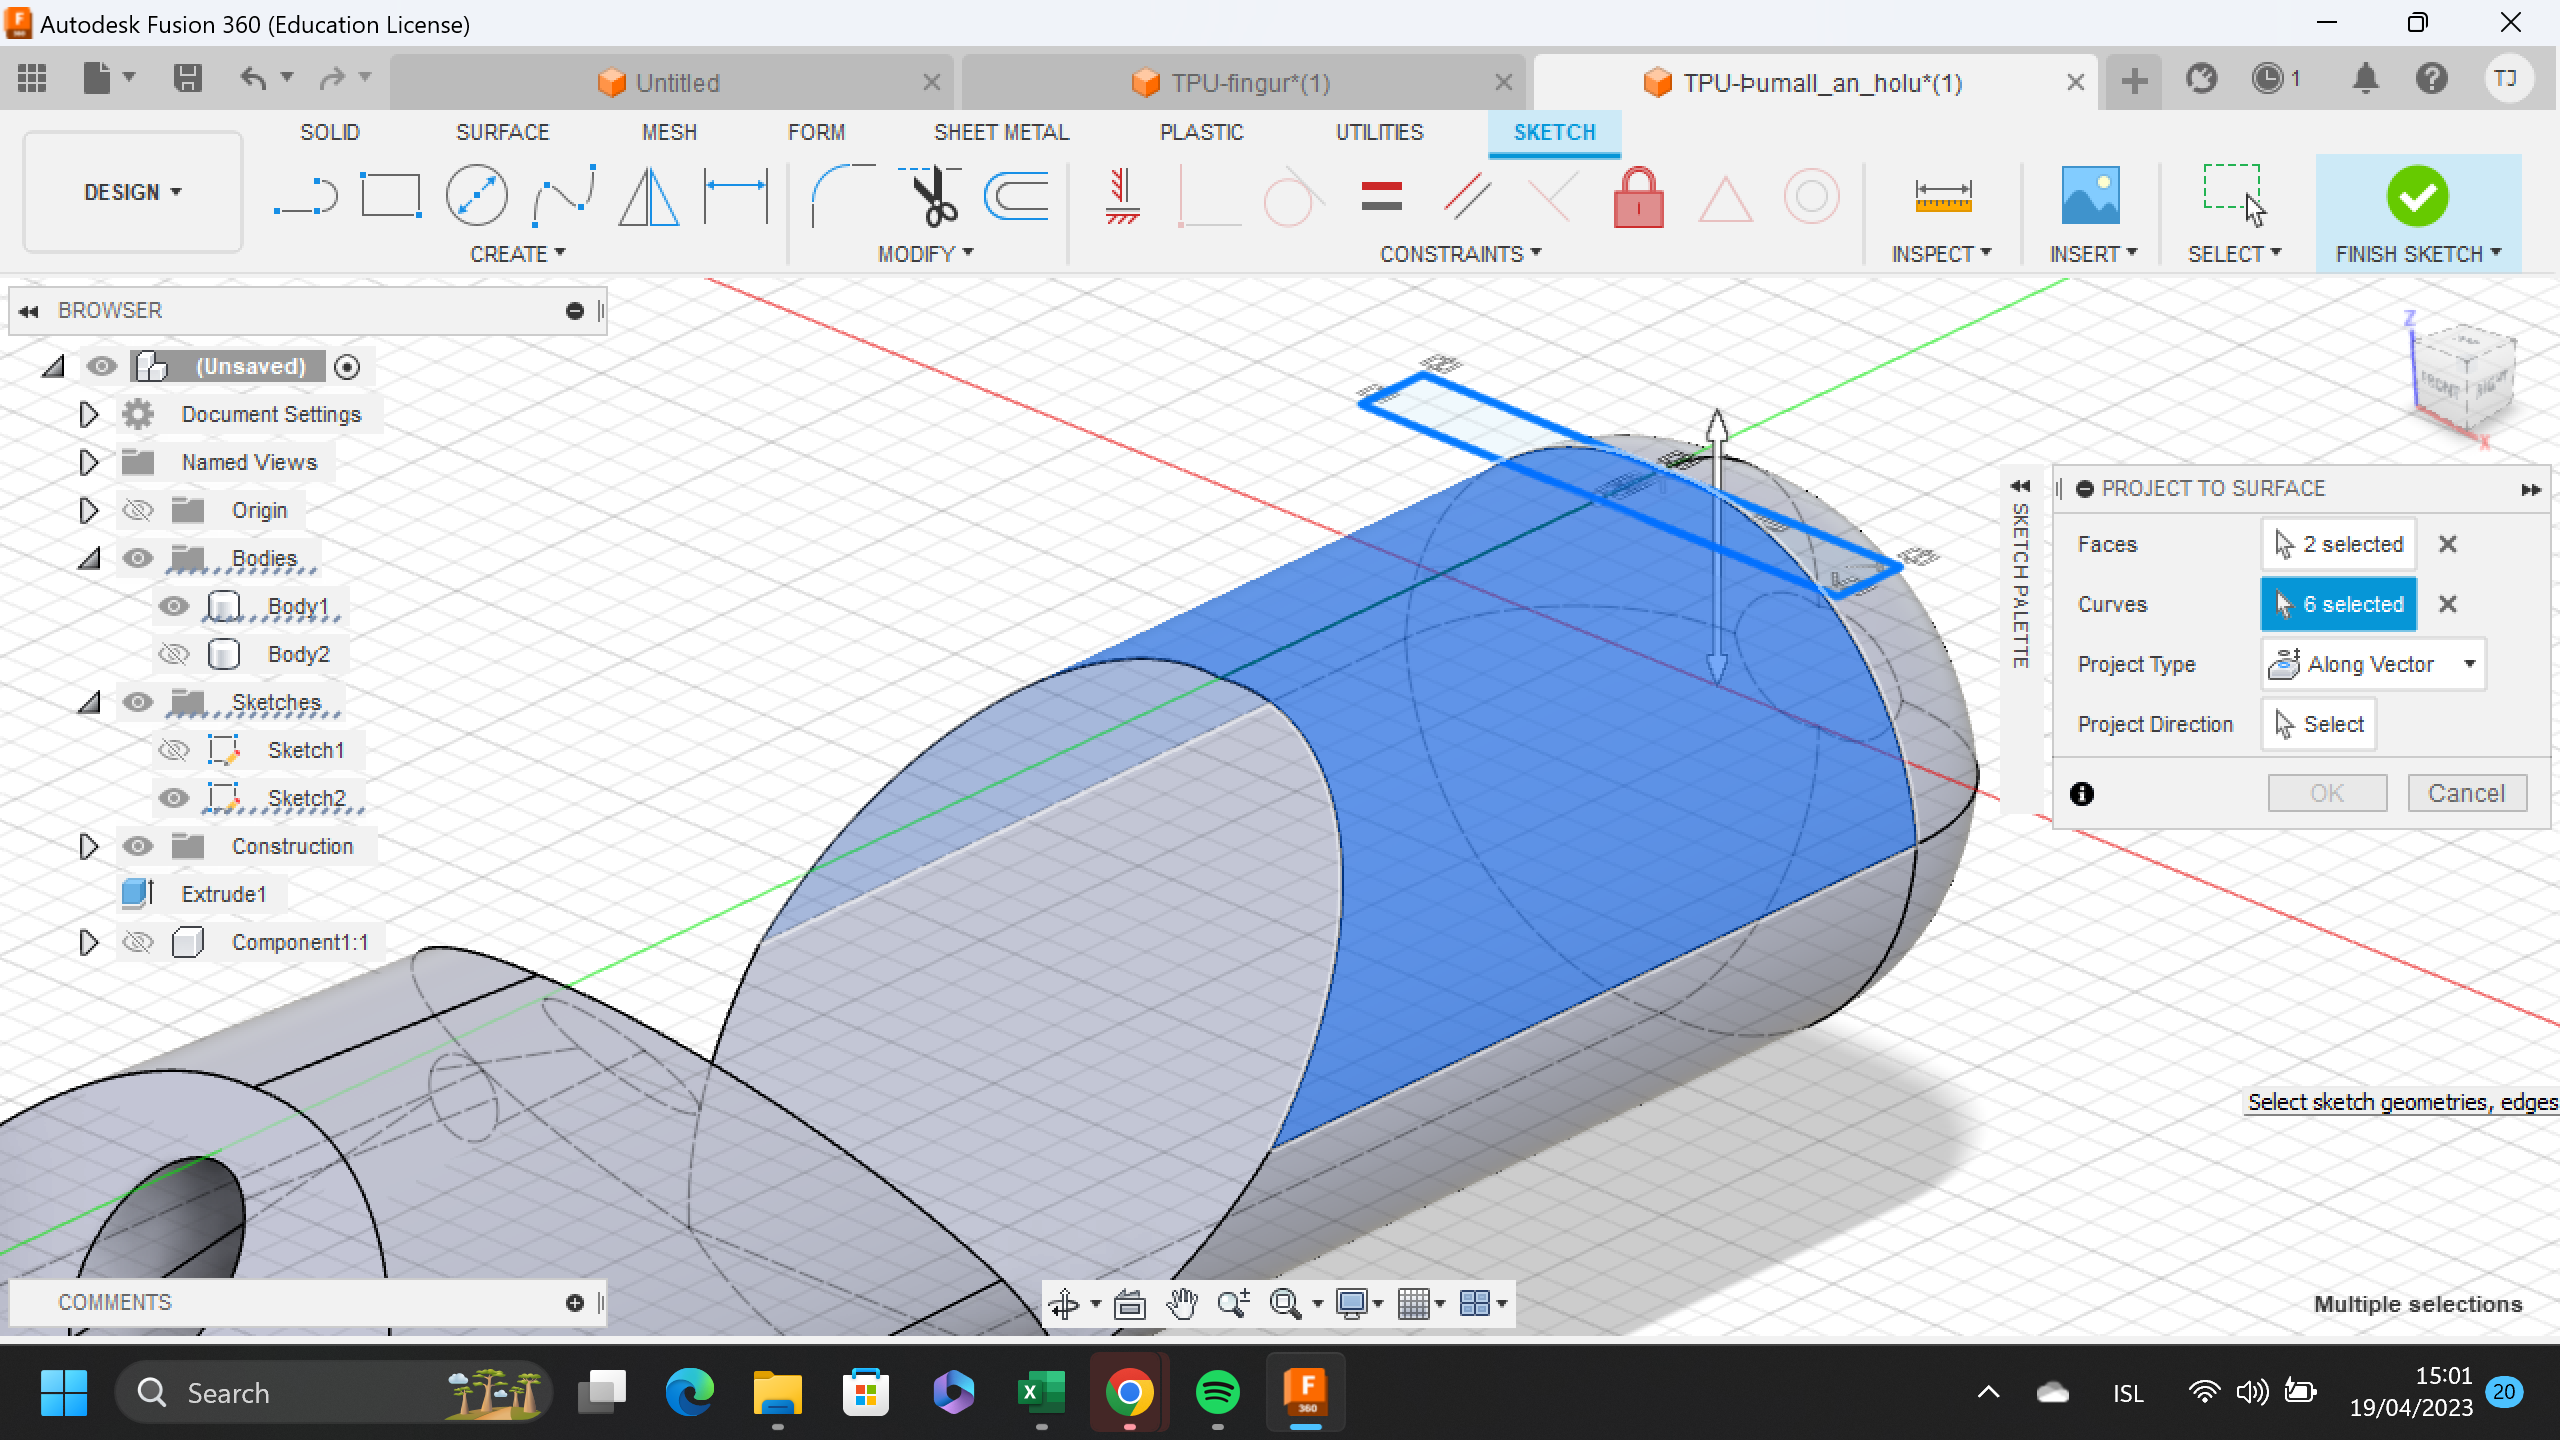 Autodesk Fusion 360 (Education License)
Untitled
TPU-fingur*(1)
TPU-Þumall_an_holu*(1)
1
TJ
SOLID
SURFACE
MESH
FORM
SHEET METAL
PLASTIC
UTILITIES
SKETCH
DESIGN
CREATE
MODIFY
CONSTRAINTS
INSPECT
INSERT
SELECT
FINISH SKETCH
BROWSER
(Unsaved)
Document Settings
Named Views
Origin
Bodies
Body1
Body2
Sketches
Sketch1
Sketch2
Construction
Extrude1
Component1:1
Z
TOP
FRONT
RIGHT
X
SKETCH PALETTE
PROJECT TO SURFACE
Faces
2 selected
Curves
6 selected
Project Type
Along Vector
Project Direction
Select
OK
Cancel
Select sketch geometries, edges
COMMENTS
Multiple selections
Search
F
360
ISL
15:01
19/04/2023
20